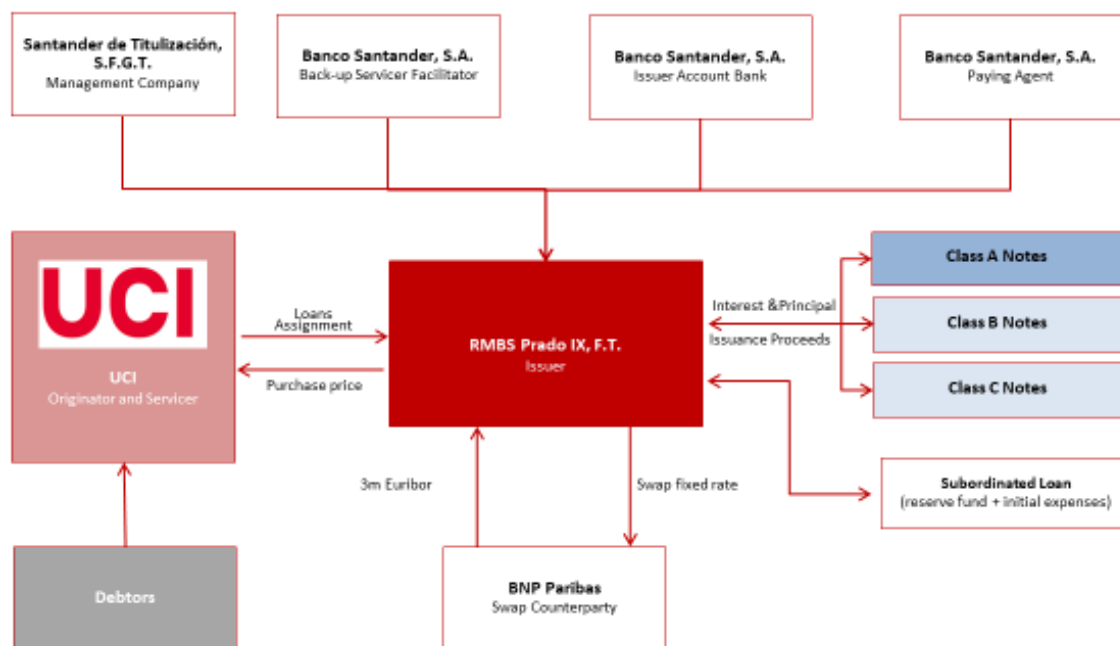 Santander de Titulización,
S.F.G.T.
Management Company
Banco Santander, S.A.
Back-up Servicer Facilitator
Banco Santander, S.A.
Issuer Account Bank
Banco Santander, S.A.
Paying Agent
UCI
UCI
Originator and Servicer
Loans
Assignment
Purchase price
RMBS Prado IX, F.T.
Issuer
Interest &Principal
Issuance Proceeds
Class A Notes
Class B Notes
Class C Notes
3m Euribor
Swap fixed rate
Subordinated Loan
(reserve fund + initial expenses)
Debtors
BNP Paribas
Swap Counterparty